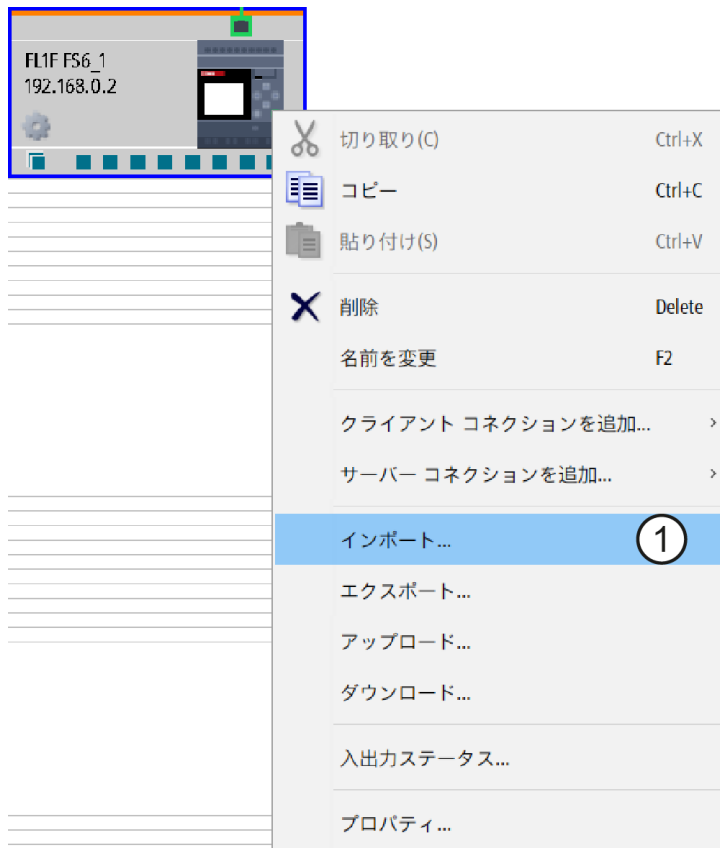 FL1F FS6_1
192.168.0.2
切り取り(C) Ctrl+X
コピー Ctrl+C
貼り付け(S) Ctrl+V
削除 Delete
名前を変更 F2
クライアント コネクションを追加... >
サーバー コネクションを追加... >
インポート... 1
エクスポート...
アップロード...
ダウンロード...
入出力ステータス...
プロパティ...